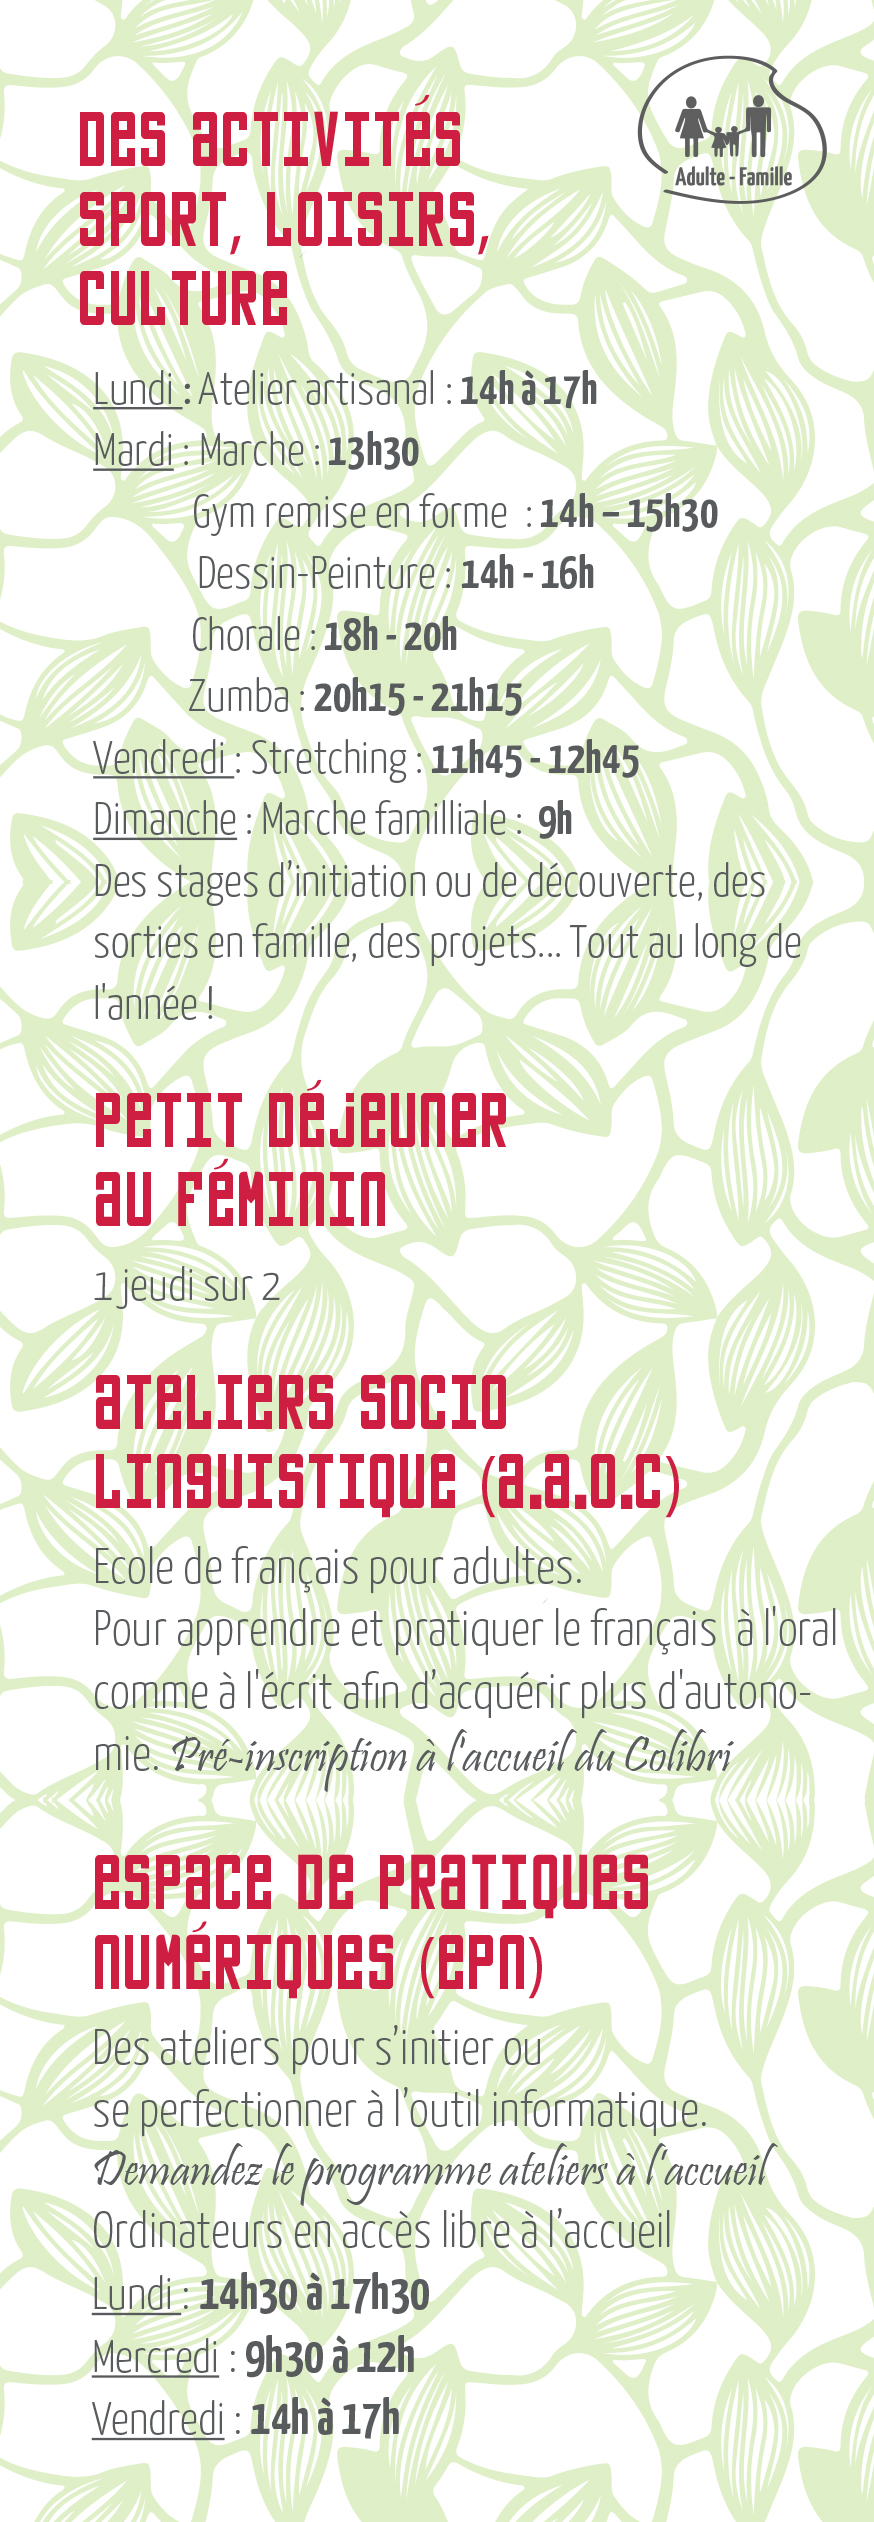 Des activités
sport, loisirs,
culture
Adulte - Famille
Lundi : Atelier artisanal : 14h à 17h
Mardi : Marche : 13h30
Gym remise en forme : 14h – 15h30
Dessin-Peinture : 14h - 16h
Chorale : 18h - 20h
Zumba : 20h15 - 21h15
Vendredi : Stretching : 11h45 - 12h45
Dimanche : Marche familliale : 9h
Des stages d’initiation ou de découverte, des
sorties en famille, des projets... Tout au long de
l'année !
Petit déjeuner
au féminin
1 jeudi sur 2
Ateliers socio
linguistique (A.A.O.C)
Ecole de français pour adultes.
Pour apprendre et pratiquer le français à l'oral
comme à l'écrit afin d’acquérir plus d'autono-
mie. Pré-inscription à l'accueil du Colibri
Espace de pratiques
numériques (EPN)
Des ateliers pour s’initier ou
se perfectionner à l’outil informatique.
Demandez le programme ateliers à l'accueil
Ordinateurs en accès libre à l’accueil
Lundi : 14h30 à 17h30
Mercredi : 9h30 à 12h
Vendredi : 14h à 17h